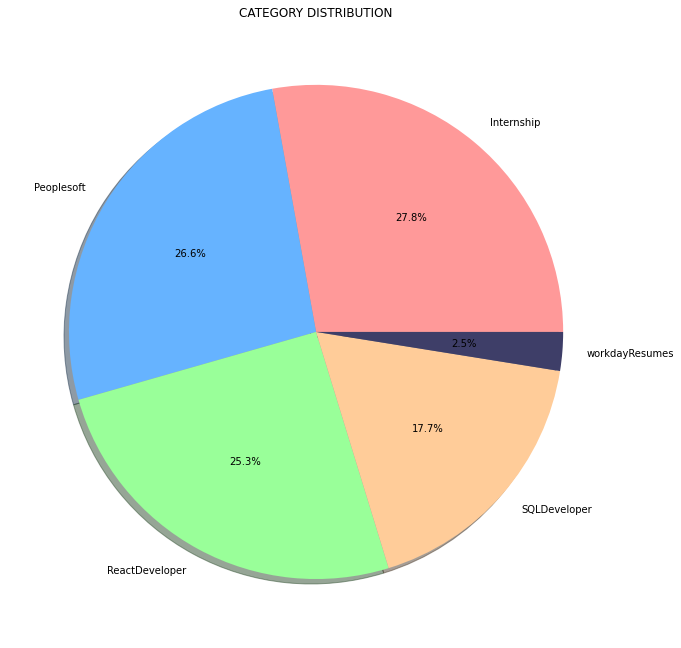 CATEGORY DISTRIBUTION
Internship
27.8%
Peoplesoft
26.6%
2.5%
workdayResumes
17.7%
25.3%
SQLDeveloper
ReactDeveloper